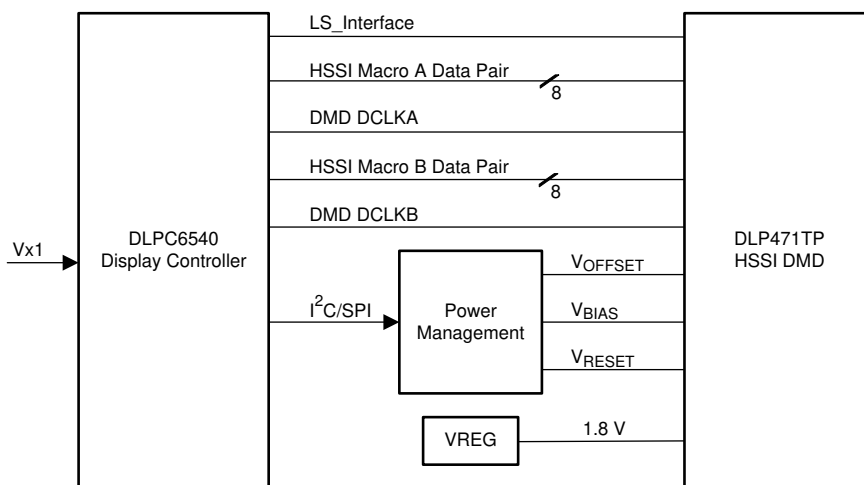 LS_Interface
HSSI Macro A Data Pair
8
DMD DCLKA
HSSI Macro B Data Pair
8
DMD DCLKB
Vx1
DLPC6540
Display Controller
DLP471TP
HSSI DMD
I²C/SPI
Power
Management
VOFFSET
VBIAS
VRESET
VREG
1.8 V